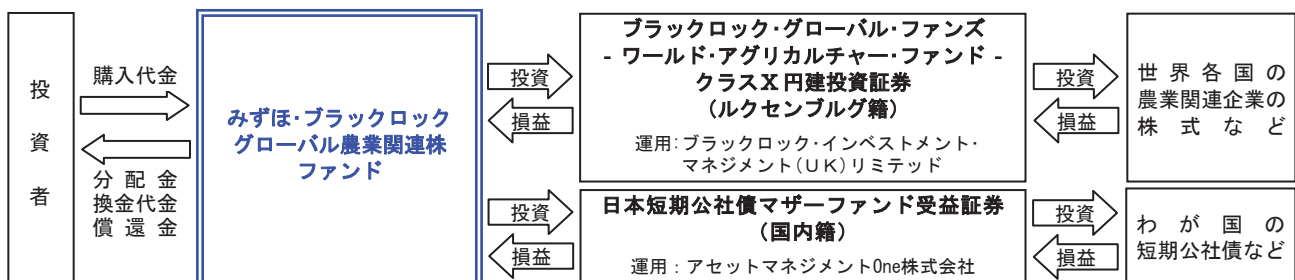 投
資
者
購入代金
分配金
換金代金
償還金
みずほ・ブラックロック
グローバル農業関連株
ファンド
投資
損益
ブラックロック・グローバル・ファンズ
- ワールド・アグリカルチャー・ファンド -
クラスX 円建投資証券
（ルクセンブルグ籍）
運用：ブラックロック・インベストメント・
マネジメント（UK）リミテッド
投資
損益
世界各国の
農業関連企業の
株式など
投資
損益
日本短期公社債マザーファンド受益証券
（国内籍）
運用：アセットマネジメントOne株式会社
投資
損益
わが国の
短期公社債など